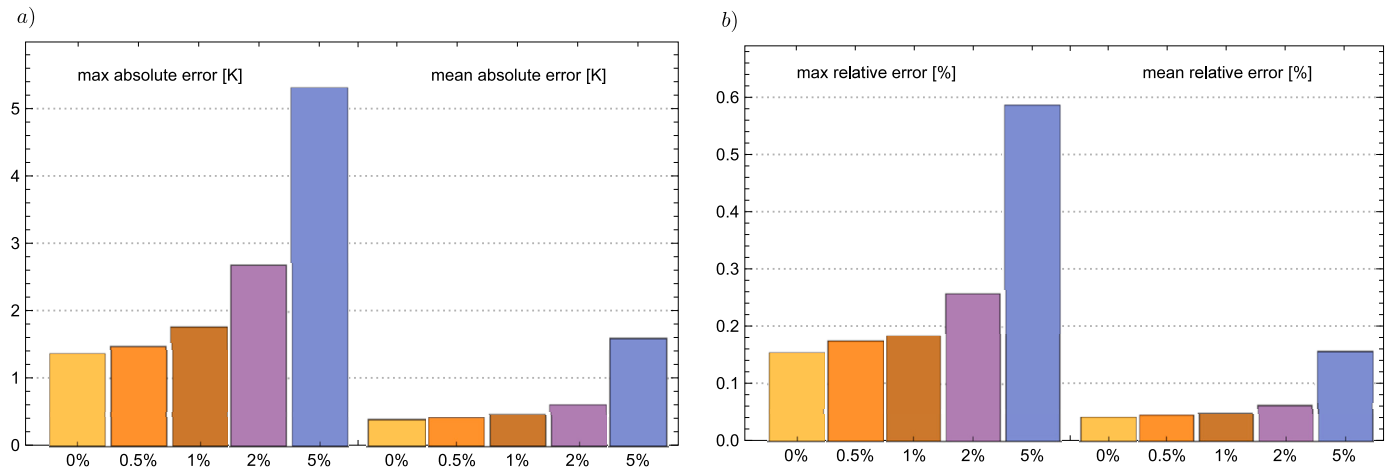 a)
max absolute error [K] mean absolute error [K]
5
4
3
2
1
0
0% 0.5% 1% 2% 5% 0% 0.5% 1% 2% 5%
b)
max relative error [%] mean relative error [%]
0.6
0.5
0.4
0.3
0.2
0.1
0.0
0% 0.5% 1% 2% 5% 0% 0.5% 1% 2% 5%